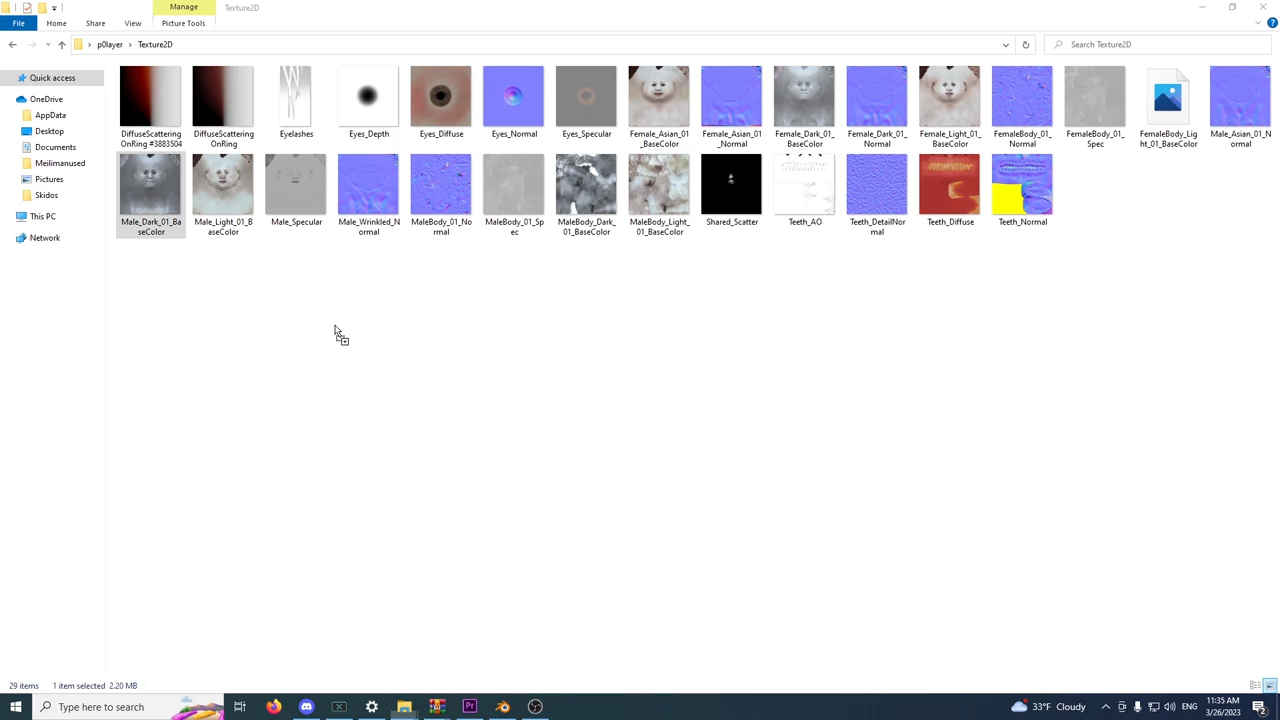 Manage
Texture2D
File
Home
Share
View
Picture Tools
p0layer
Texture2D
Search Texture2D
Quick access
OneDrive
AppData
Desktop
Documents
Meilimanused
Pictures
Skidos
This PC
Network
DiffuseScattering
OnRing #3883504
DiffuseScattering
OnRing
Eyelashes
Eyes_Depth
Eyes_Diffuse
Eyes_Normal
Eyes_Specular
Female_Asian_01
_BaseColor
Female_Asian_01
_Normal
Female_Dark_01_
BaseColor
Female_Dark_01_
Normal
Female_Light_01_
BaseColor
FemaleBody_01_
Normal
FemaleBody_01_
Spec
FemaleBody_Lig
ht_01_BaseColor
Male_Asian_01_N
ormal
Male_Dark_01_Ba
seColor
Male_Light_01_B
aseColor
Male_Specular
Male_Wrinkled_N
ormal
MaleBody_01_No
rmal
MaleBody_01_Sp
ec
MaleBody_Dark_
01_BaseColor
MaleBody_Light_
01_BaseColor
Shared_Scatter
Teeth_AO
Teeth_DetailNor
mal
Teeth_Diffuse
Teeth_Normal
29 items
1 item selected 2.20 MB
Type here to search
33°F Cloudy
ENG
11:35 AM
3/26/2023
2